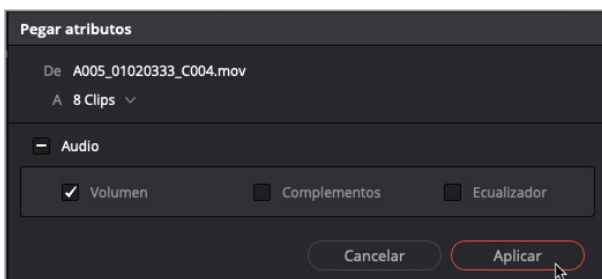 Pegar atributos
De A005_01020333_C004.mov
A 8 Clips
Audio
Volumen Complementos Ecualizador
Cancelar Aplicar